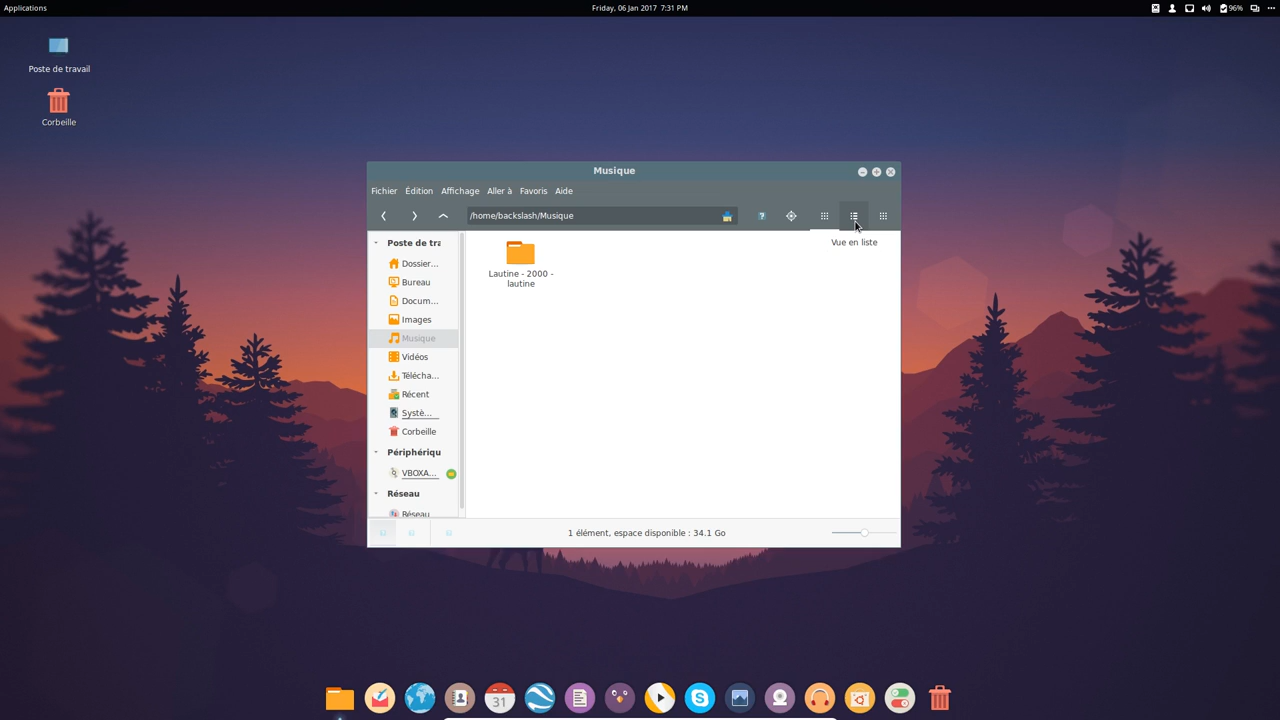 Applications
Friday, 06 Jan 2017 7:31 PM
96%
Poste de travail
Corbeille
Musique
Fichier Édition Affichage Aller à Favoris Aide
/home/backslash/Musique
?
Vue en liste
Poste de tra
Dossier...
Bureau
Docum...
Images
Musique
Vidéos
Télécha...
Récent
Systè...
Corbeille
Périphériqu
VBOXA...
Réseau
Réseau
Lautine - 2000 -
lautine
1 élément, espace disponible : 34.1 Go
31